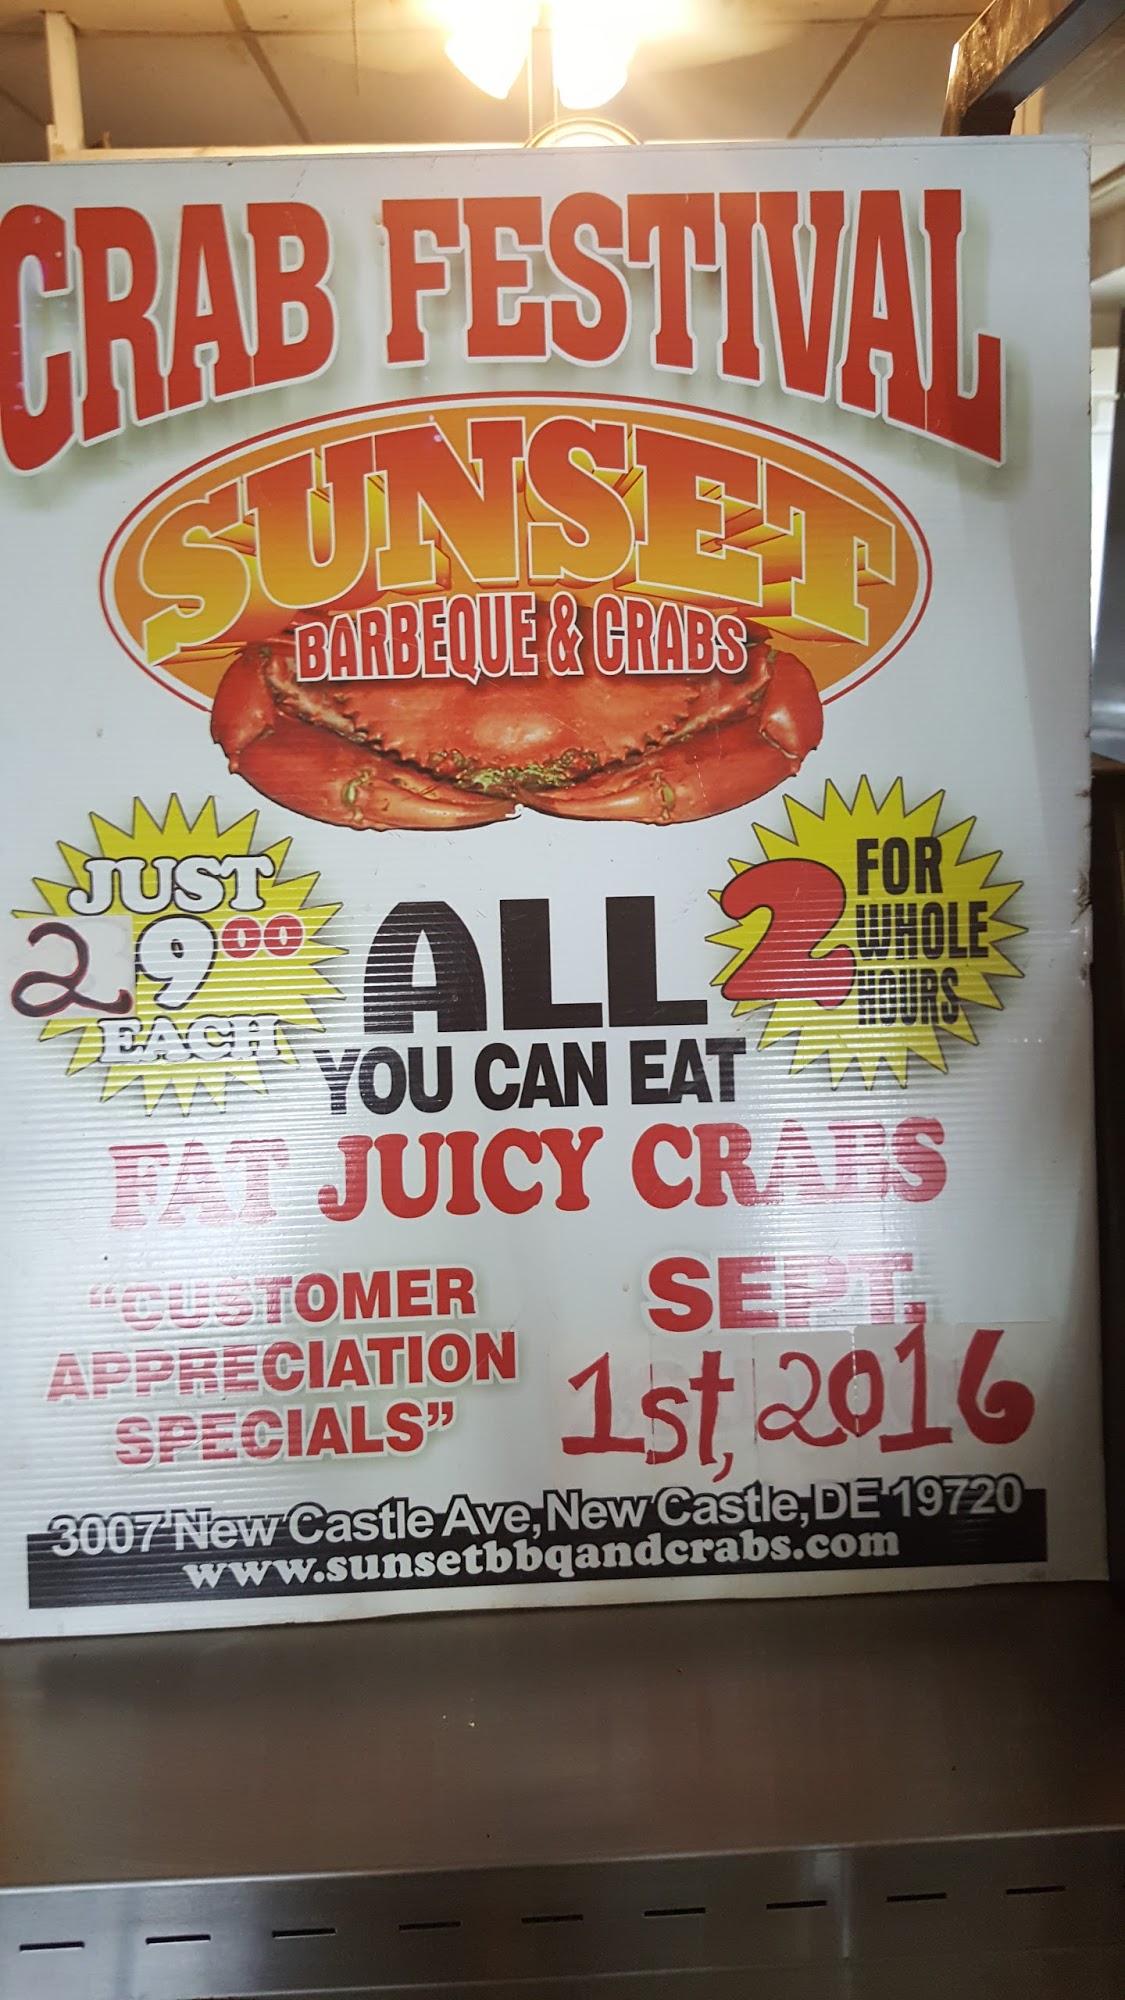 CRAB FESTIVAL
SUNSET
BARBEQUE & CRABS
JUST
29.00
EACH
ALL
YOU CAN EAT
2 FOR
WHOLE
HOURS
FAT JUICY CRABS
"CUSTOMER
APPRECIATION
SPECIALS"
SEPT.
1st, 2016
3007 New Castle Ave, New Castle, DE 19720
www.sunsetbbqandcrabs.com